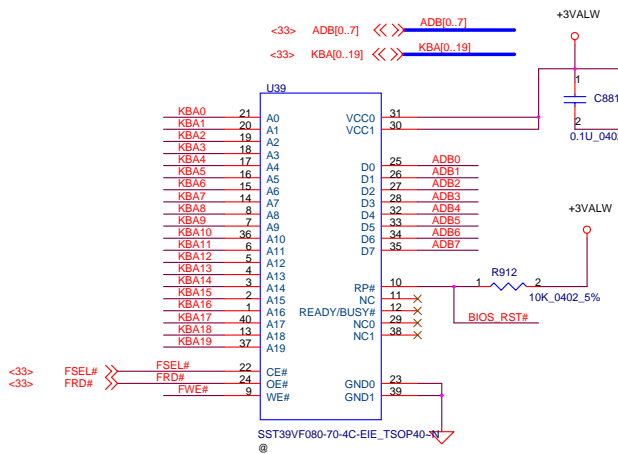 <33> ADB[0..7] ADB[0..7]
+3VALW
<33> KBA[0..19] KBA[0..19]
U39
1
C881
2
0.1U_0402
KBA0 21 A0 VCC0 31
KBA1 20 A1 VCC1 30
KBA2 19 A2
KBA3 18 A3
KBA4 17 A4 D0 25 ADB0
KBA5 16 A5 D1 26 ADB1
KBA6 15 A6 D2 27 ADB2
KBA7 14 A7 D3 28 ADB3
KBA8 8 A8 D4 32 ADB4
KBA9 7 A9 D5 33 ADB5
KBA10 36 A10 D6 34 ADB6
KBA11 6 A11 D7 35 ADB7
KBA12 5 A12
KBA13 4 A13
KBA14 3 A14 RP# 10
KBA15 2 A15 NC 11
KBA16 1 A16 READY/BUSY# 12
KBA17 40 A17 NC0 29
KBA18 13 A18 NC1 38
KBA19 37 A19
+3VALW
R912
1 2
10K_0402_5%
BIOS_RST#
<33> FSEL# FSEL# 22 CE# GND0 23
<33> FRD# FRD# 24 OE# GND1 39
FWE# 9 WE#
SST39VF080-70-4C-EIE_TSOP40~N
@